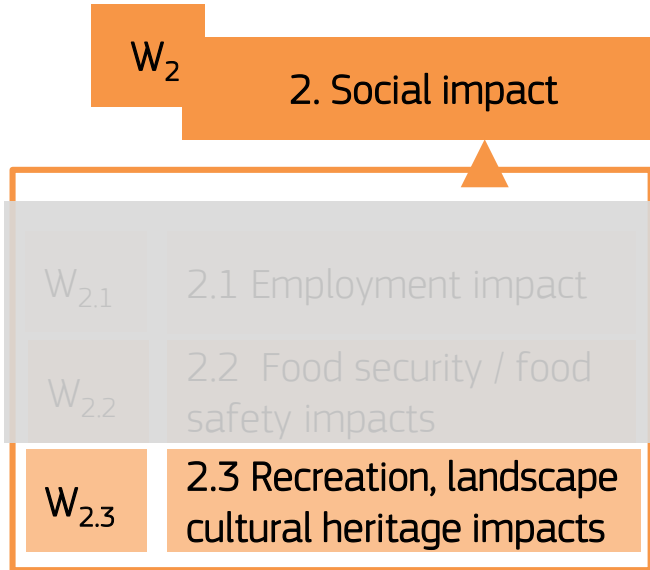 W2
2. Social impact
W2.1
2.1 Employment impact
W2.2
2.2 Food security / food
safety impacts
W2.3
2.3 Recreation, landscape
cultural heritage impacts